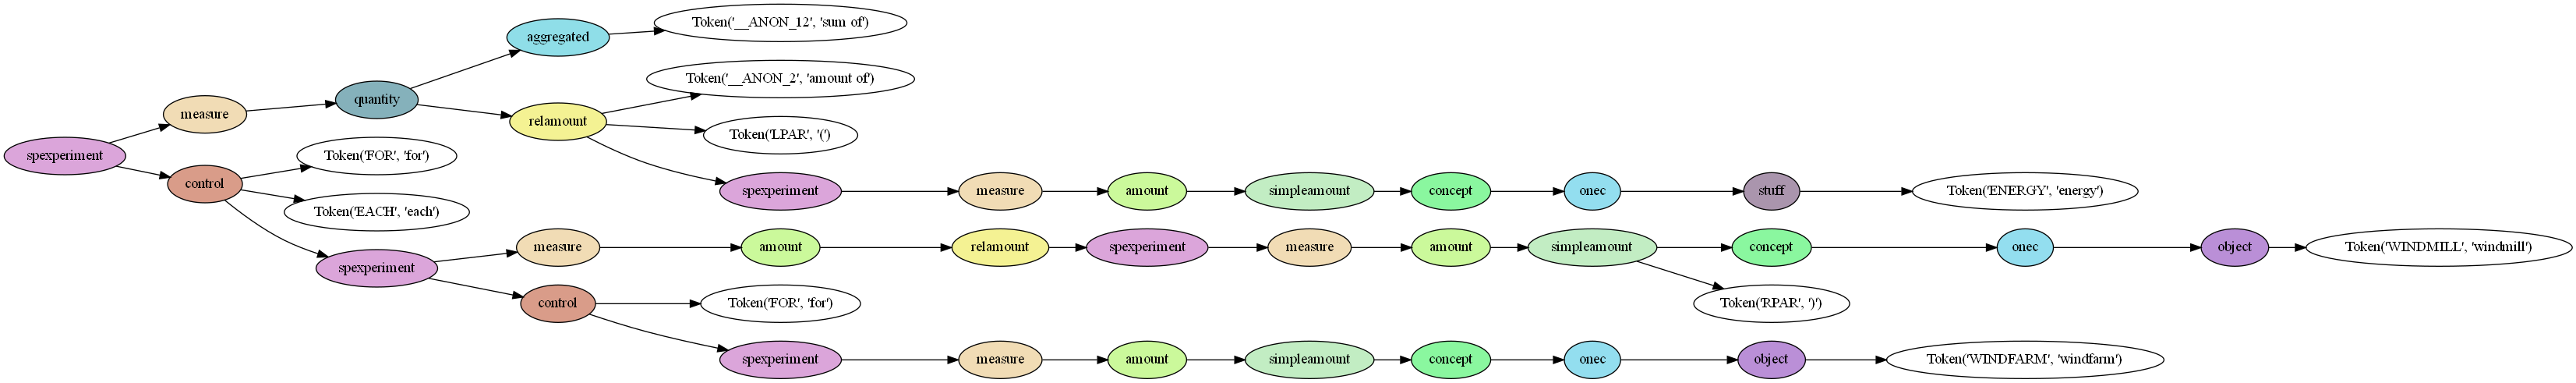 Token('__ANON_12', 'sum of')
aggregated
Token('__ANON_2', 'amount of')
quantity
measure
relamount
Token('LPAR', '(')
spexperiment
Token('FOR', 'for')
control
Token('EACH', 'each')
spexperiment measure amount simpleamount concept onec stuff Token('ENERGY', 'energy')
measure amount relamount spexperiment measure amount simpleamount concept onec object Token('WINDMILL', 'windmill')
spexperiment
control Token('FOR', 'for') Token('RPAR', ')')
spexperiment measure amount simpleamount concept onec object Token('WINDFARM', 'windfarm')